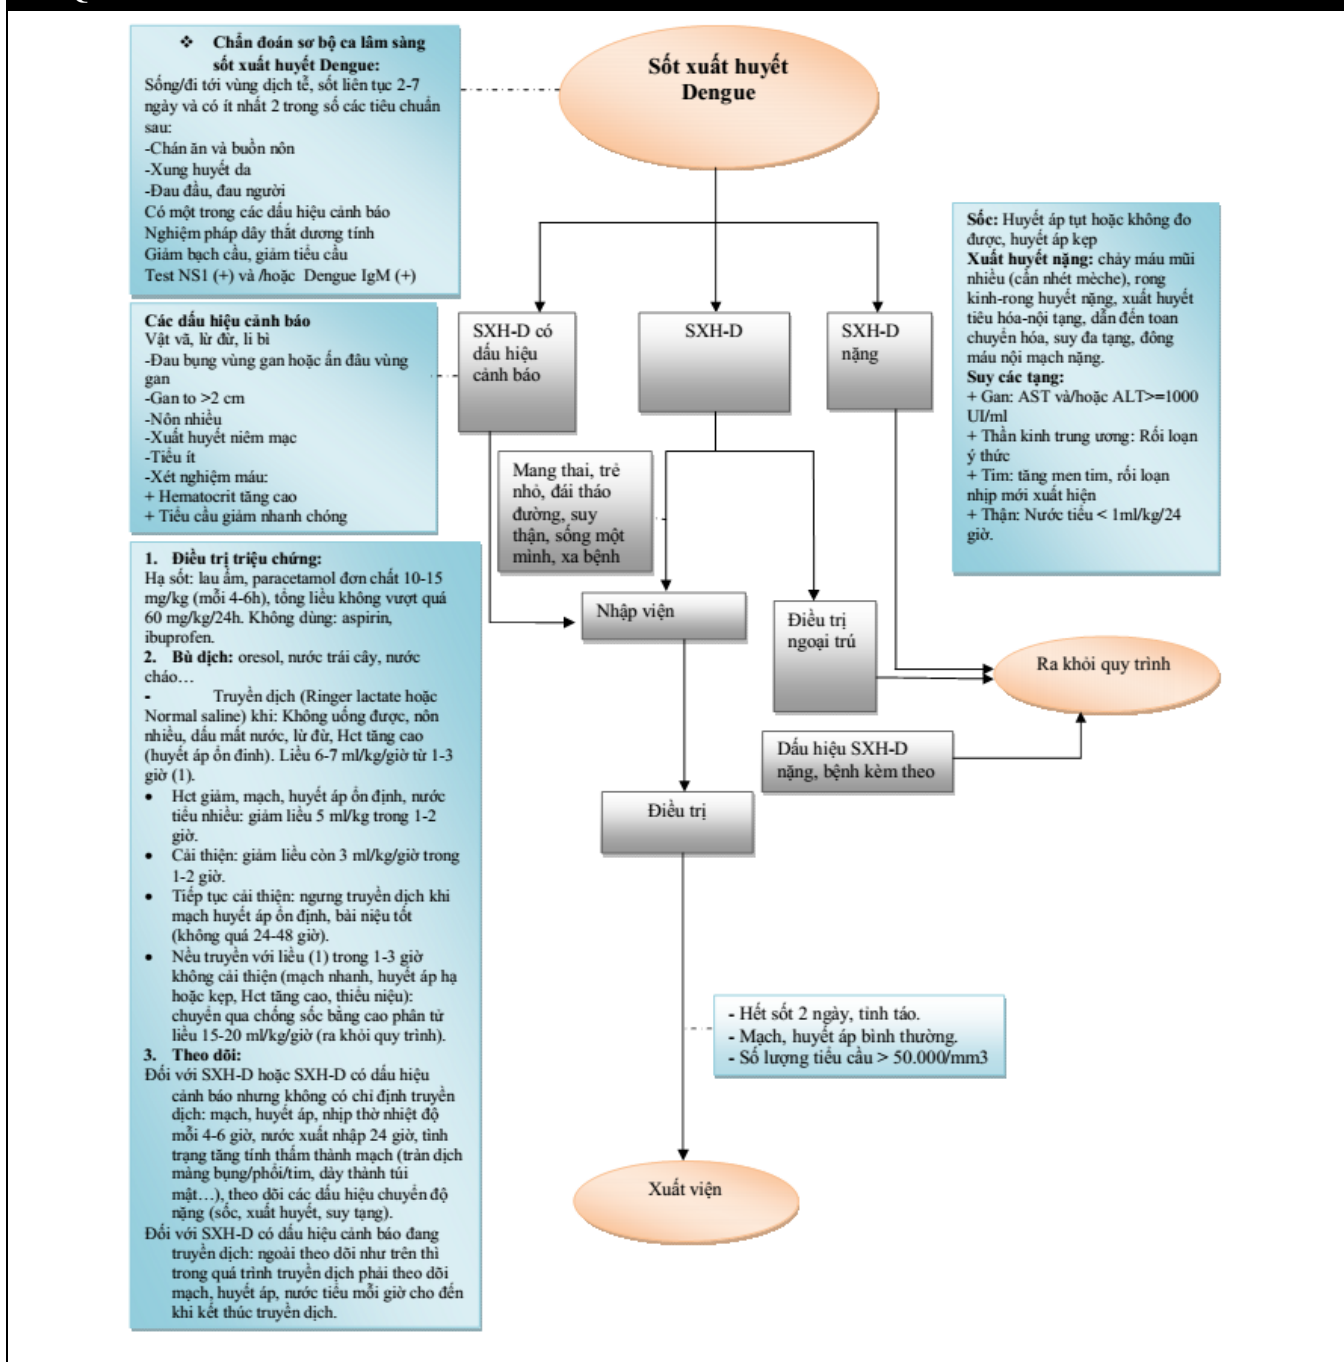 ❖ Chẩn đoán sơ bộ ca lâm sàng
sốt xuất huyết Dengue:
Sống/đi tới vùng dịch tễ, sốt liên tục 2-7
ngày và có ít nhất 2 trong số các tiêu chuẩn
sau:
-Chán ăn và buồn nôn
-Xung huyết da
-Đau đầu, đau người
Có một trong các dấu hiệu cảnh báo
Nghiệm pháp dây thắt dương tính
Giảm bạch cầu, giảm tiểu cầu
Test NS1 (+) và /hoặc Dengue IgM (+)
Sốt xuất huyết
Dengue
Các dấu hiệu cảnh báo
Vật vã, lừ đừ, li bì
-Đau bụng vùng gan hoặc ấn đâu vùng
gan
-Gan to >2 cm
-Nôn nhiều
-Xuất huyết niêm mạc
-Tiểu ít
-Xét nghiệm máu:
+ Hematocrit tăng cao
+ Tiểu cầu giảm nhanh chóng
SXH-D có
dấu hiệu
cảnh báo
SXH-D
SXH-D
nặng
Sốc: Huyết áp tụt hoặc không đo
được, huyết áp kẹp
Xuất huyết nặng: chảy máu mũi
nhiều (cần nhét mèche), rong
kinh-rong huyết nặng, xuất huyết
tiêu hóa-nội tạng, dẫn đến toan
chuyển hóa, suy đa tạng, đông
máu nội mạch nặng.
Suy các tạng:
+ Gan: AST và/hoặc ALT>=1000
UI/ml
+ Thần kinh trung ương: Rối loạn
ý thức
+ Tim: tăng men tim, rối loạn
nhịp mới xuất hiện
+ Thận: Nước tiểu < 1ml/kg/24
giờ.
Mang thai, trẻ
nhỏ, đái tháo
đường, suy
thận, sống một
mình, xa bệnh
Nhập viện
Điều trị
ngoại trú
Ra khỏi quy trình
Dấu hiệu SXH-D
nặng, bệnh kèm theo
Điều trị
1. Điều trị triệu chứng:
Hạ sốt: lau ấm, paracetamol đơn chất 10-15
mg/kg (mỗi 4-6h), tổng liều không vượt quá
60 mg/kg/24h. Không dùng: aspirin,
ibuprofen.
2. Bù dịch: oresol, nước trái cây, nước
cháo…
- Truyền dịch (Ringer lactate hoặc
Normal saline) khi: Không uống được, nôn
nhiều, dấu mất nước, lừ đừ, Hct tăng cao
(huyết áp ổn đinh). Liều 6-7 ml/kg/giờ từ 1-3
giờ (1).
• Hct giảm, mạch, huyết áp ổn định, nước
tiểu nhiều: giảm liều 5 ml/kg trong 1-2
giờ.
• Cải thiện: giảm liều còn 3 ml/kg/giờ trong
1-2 giờ.
• Tiếp tục cải thiện: ngưng truyền dịch khi
mạch huyết áp ổn định, bài niệu tốt
(không quá 24-48 giờ).
• Nếu truyền với liều (1) trong 1-3 giờ
không cải thiện (mạch nhanh, huyết áp hạ
hoặc kẹp, Hct tăng cao, thiểu niệu):
chuyển qua chống sốc bằng cao phân tử
liều 15-20 ml/kg/giờ (ra khỏi quy trình).
3. Theo dõi:
Đối với SXH-D hoặc SXH-D có dấu hiệu
cảnh báo nhưng không có chỉ định truyền
dịch: mạch, huyết áp, nhịp thở nhiệt độ
mỗi 4-6 giờ, nước xuất nhập 24 giờ, tình
trạng tăng tính thấm thành mạch (tràn dịch
màng bụng/phổi/tim, dày thành túi
mật…), theo dõi các dấu hiệu chuyển độ
nặng (sốc, xuất huyết, suy tạng).
Đối với SXH-D có dấu hiệu cảnh báo đang
truyền dịch: ngoài theo dõi như trên thì
trong quá trình truyền dịch phải theo dõi
mạch, huyết áp, nước tiểu mỗi giờ cho đến
khi kết thúc truyền dịch.
- Hết sốt 2 ngày, tỉnh táo.
- Mạch, huyết áp bình thường.
- Số lượng tiểu cầu > 50.000/mm3
Xuất viện